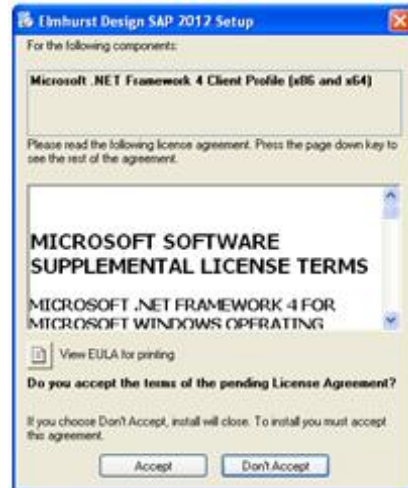 Elmhurst Design SAP 2012 Setup
For the following components:
Microsoft .NET Framework 4 Client Profile (x86 and x64)
Please read the following license agreement. Press the page down key to
see the rest of the agreement.
MICROSOFT SOFTWARE
SUPPLEMENTAL LICENSE TERMS
MICROSOFT .NET FRAMEWORK 4 FOR
MICROSOFT WINDOWS OPERATING
View EULA for printing
Do you accept the terms of the pending License Agreement?
If you choose Don't Accept, install will close. To install you must accept
this agreement.
Accept
Don't Accept